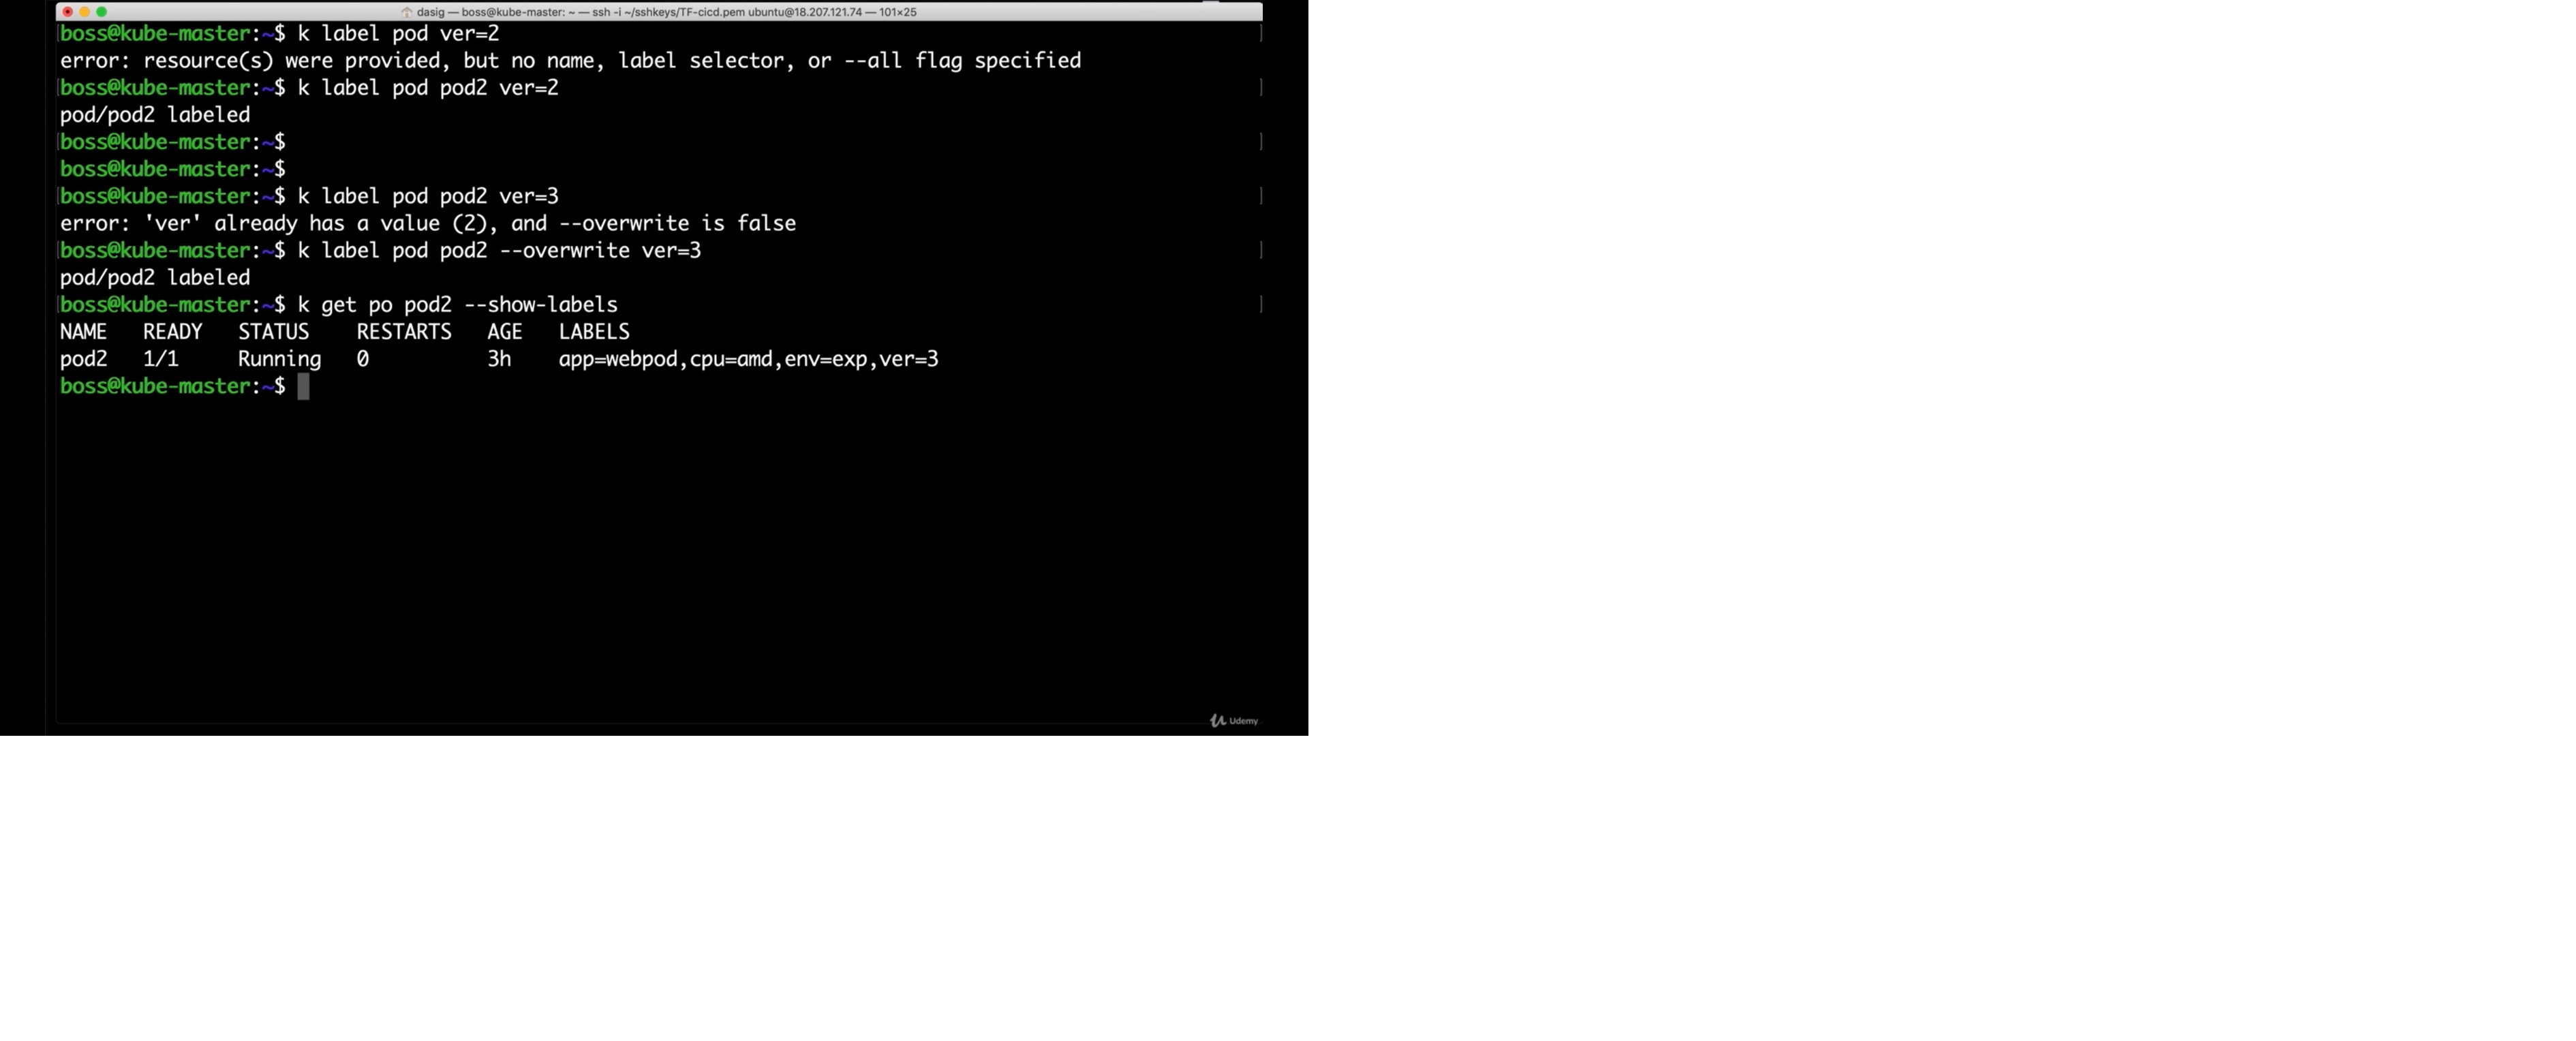 dasig — boss@kube-master: ~ — ssh -i ~/sshkeys/TF-cicd.pem ubuntu@18.207.121.74 — 101×25
boss@kube-master:~$ k label pod ver=2
error: resource(s) were provided, but no name, label selector, or --all flag specified
boss@kube-master:~$ k label pod pod2 ver=2
pod/pod2 labeled
boss@kube-master:~$
boss@kube-master:~$
boss@kube-master:~$ k label pod pod2 ver=3
error: 'ver' already has a value (2), and --overwrite is false
boss@kube-master:~$ k label pod pod2 --overwrite ver=3
pod/pod2 labeled
boss@kube-master:~$ k get po pod2 --show-labels
NAME   READY   STATUS    RESTARTS   AGE   LABELS
pod2   1/1     Running   0          3h    app=webpod,cpu=amd,env=exp,ver=3
boss@kube-master:~$
Udemy